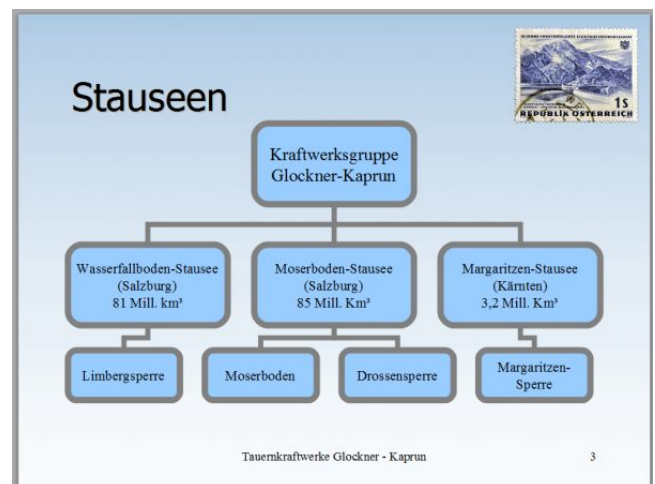 Stauseen
1S
REPUBLIK ÖSTERREICH
Kraftwerksgruppe
Glockner-Kaprun
Wasserfallboden-Stausee
(Salzburg)
81 Mill. km³
Moserboden-Stausee
(Salzburg)
85 Mill. Km³
Margaritzen-Stausee
(Kärnten)
3,2 Mill. Km³
Limbergsperre
Moserboden
Drossensperre
Margaritzen-
Sperre
Tauernkraftwerke Glockner - Kaprun
3